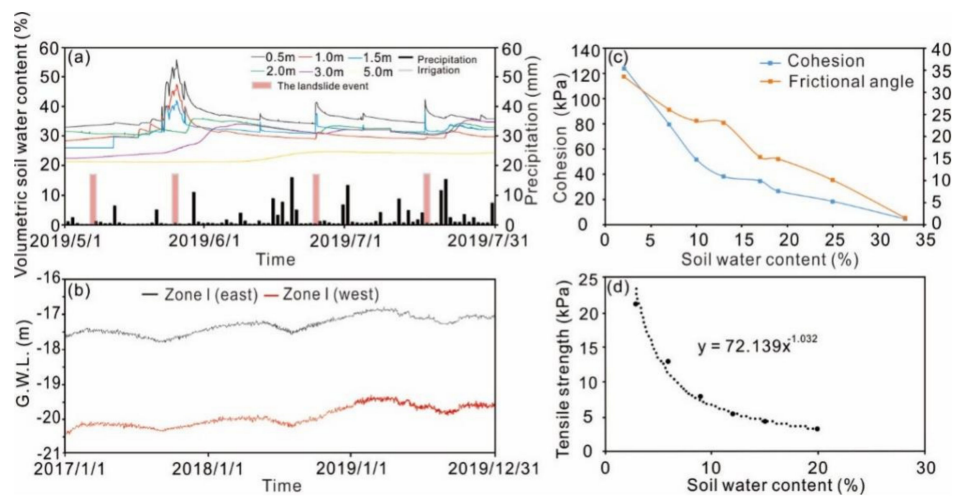 (a)
Volumetric soil water content (%)
60
50
40
30
20
10
0
0.5m 1.0m 1.5m Precipitation
2.0m 3.0m 5.0m Irrigation
The landslide event
60
50
40
30
20
10
0
Precipitation (mm)
2019/5/1 2019/6/1 2019/7/1 2019/7/31
Time
(c)
Cohesion (kPa)
140
120
100
80
60
40
20
0
Cohesion
Frictional angle
40
35
30
25
20
15
10
5
0
0 5 10 15 20 25 30 35
Soil water content (%)
(b)
G.W.L. (m)
-16
-17
-18
-19
-20
-21
Zone I (east) Zone I (west)
2017/1/1 2018/1/1 2019/1/1 2019/12/31
Time
(d)
Tensile strength (kPa)
25
20
15
10
5
0
y = 72.139x-1.032
0 10 20 30
Soil water content (%)